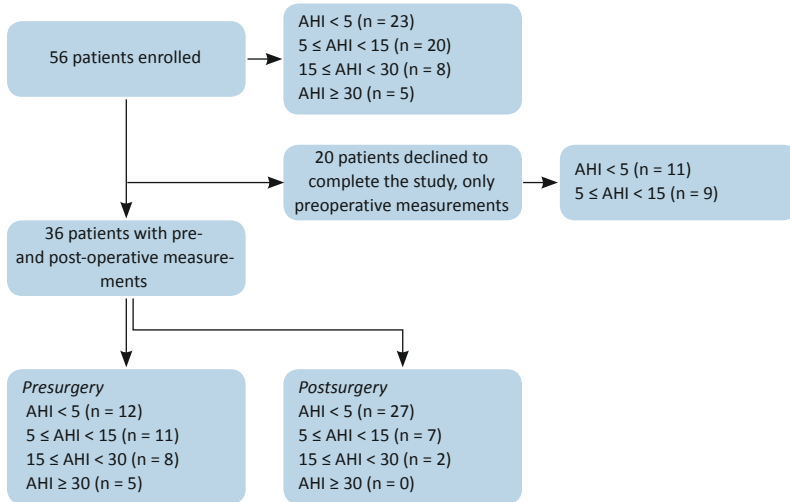 56 patients enrolled
AHI < 5 (n = 23)
5 ≤ AHI < 15 (n = 20)
15 ≤ AHI < 30 (n = 8)
AHI ≥ 30 (n = 5)
20 patients declined to
complete the study, only
preoperative measurements
AHI < 5 (n = 11)
5 ≤ AHI < 15 (n = 9)
36 patients with pre-
and post-operative measure-
ments
Presurgery
AHI < 5 (n = 12)
5 ≤ AHI < 15 (n = 11)
15 ≤ AHI < 30 (n = 8)
AHI ≥ 30 (n = 5)
Postsurgery
AHI < 5 (n = 27)
5 ≤ AHI < 15 (n = 7)
15 ≤ AHI < 30 (n = 2)
AHI ≥ 30 (n = 0)